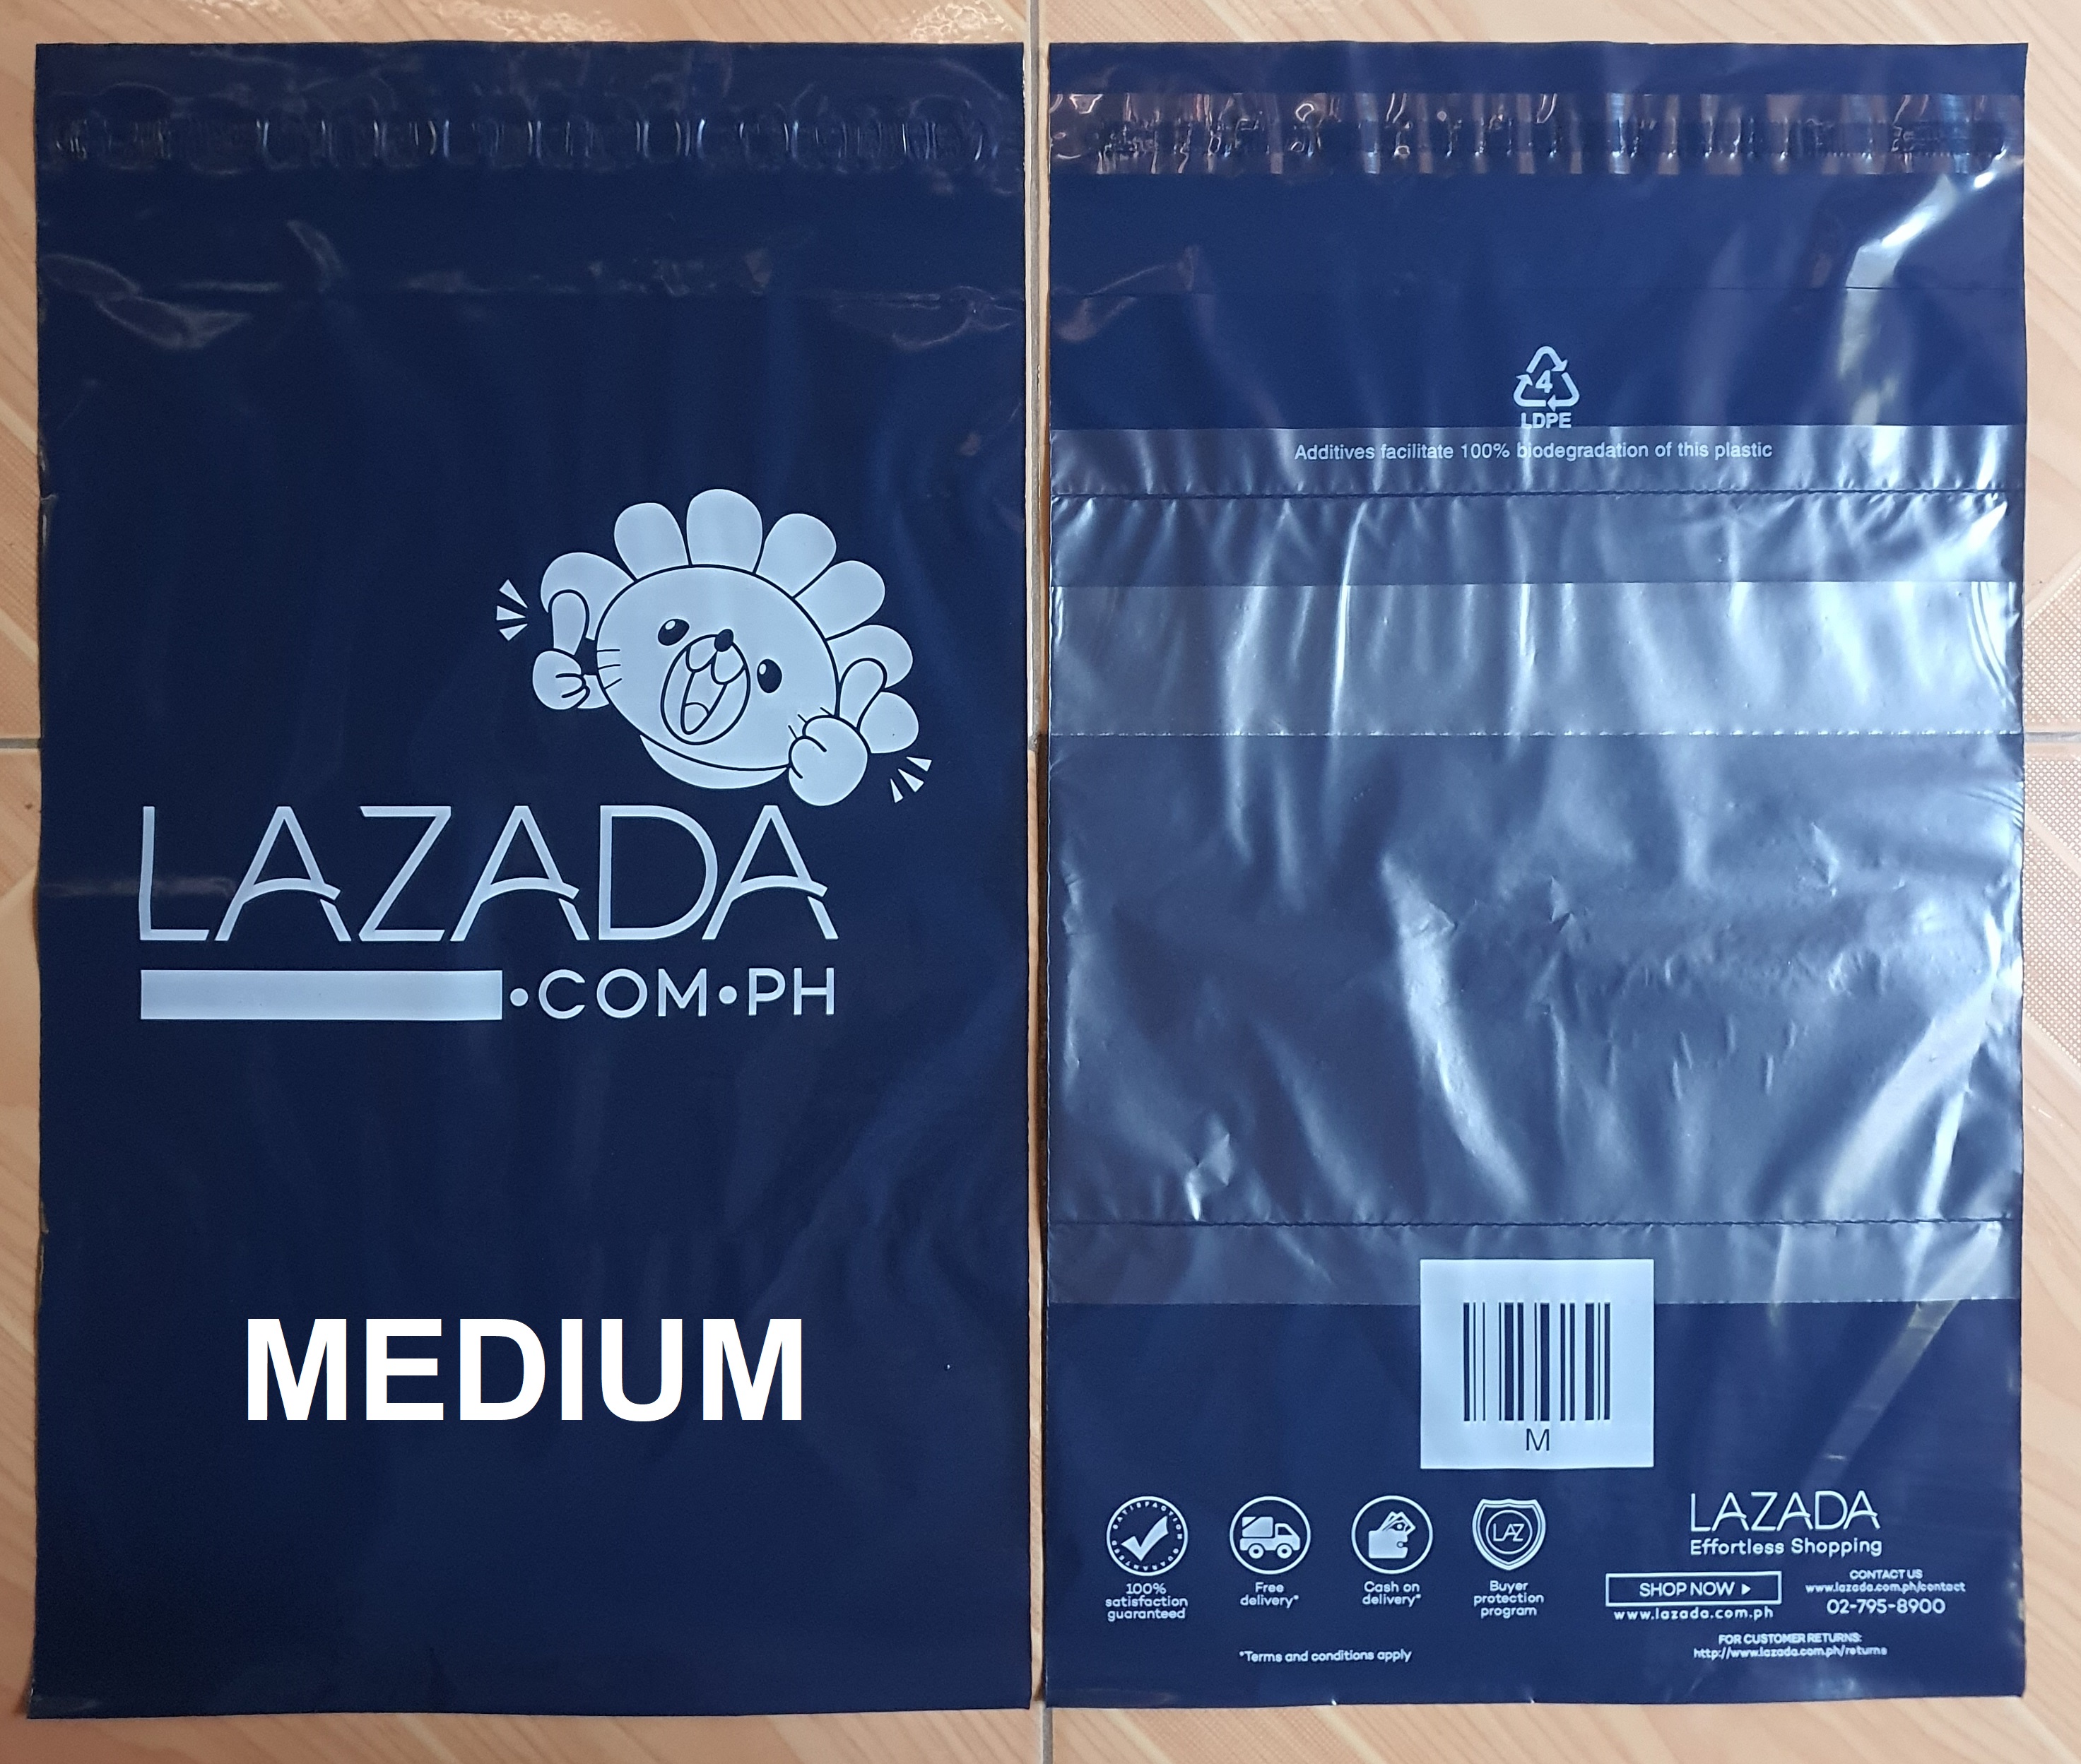 LAZADA
•COM•PH
MEDIUM
4
LDPE
Additives facilitate 100% biodegradation of this plastic
M
SATISFACTION GUARANTEED
100%
satisfaction
guaranteed
Free
delivery*
Cash on
delivery*
LAZ
Buyer
protection
program
*Terms and conditions apply
LAZADA
Effortless Shopping
SHOP NOW
www.lazada.com.ph
CONTACT US
www.lazada.com.ph/contact
02-795-8900
FOR CUSTOMER RETURNS:
http://www.lazada.com.ph/returns